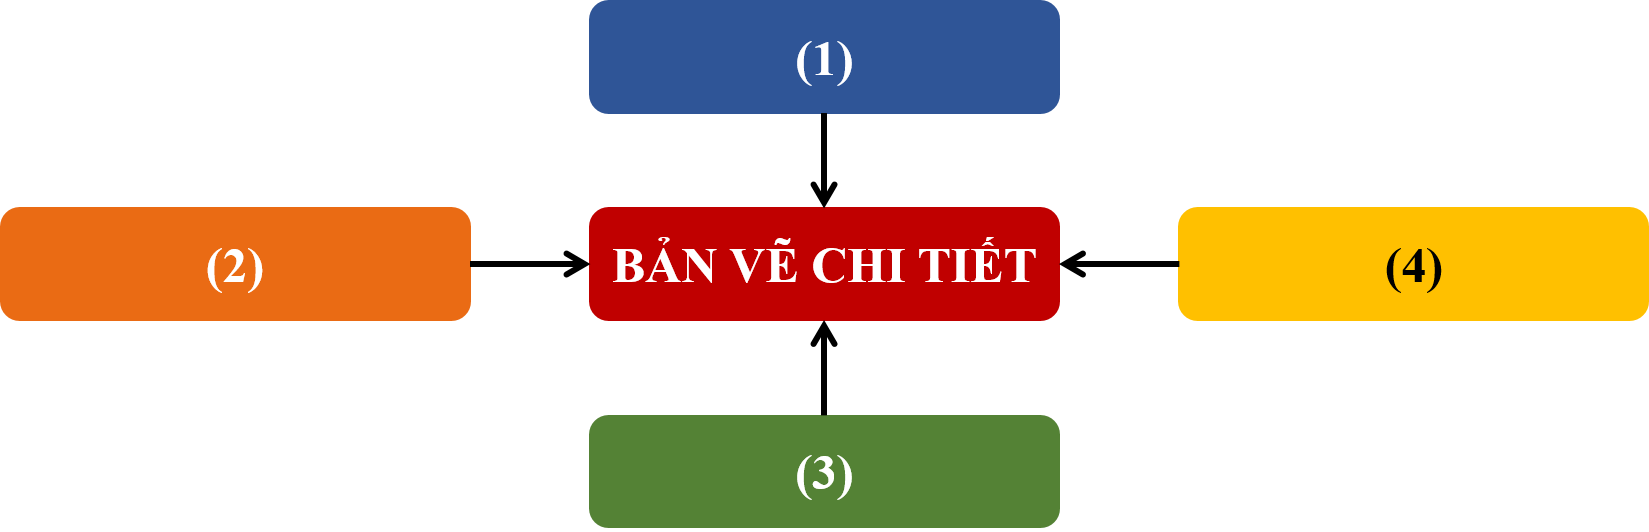 (1)
(2)
BẢN VẼ CHI TIẾT
(4)
(3)